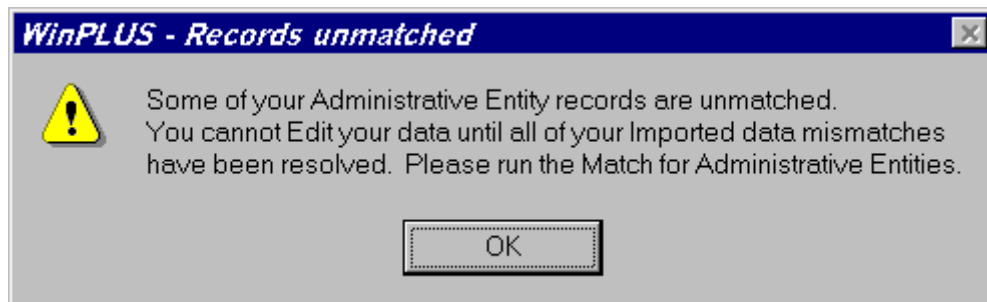 WinPLUS - Records unmatched
Some of your Administrative Entity records are unmatched.
You cannot Edit your data until all of your Imported data mismatches
have been resolved.  Please run the Match for Administrative Entities.
OK